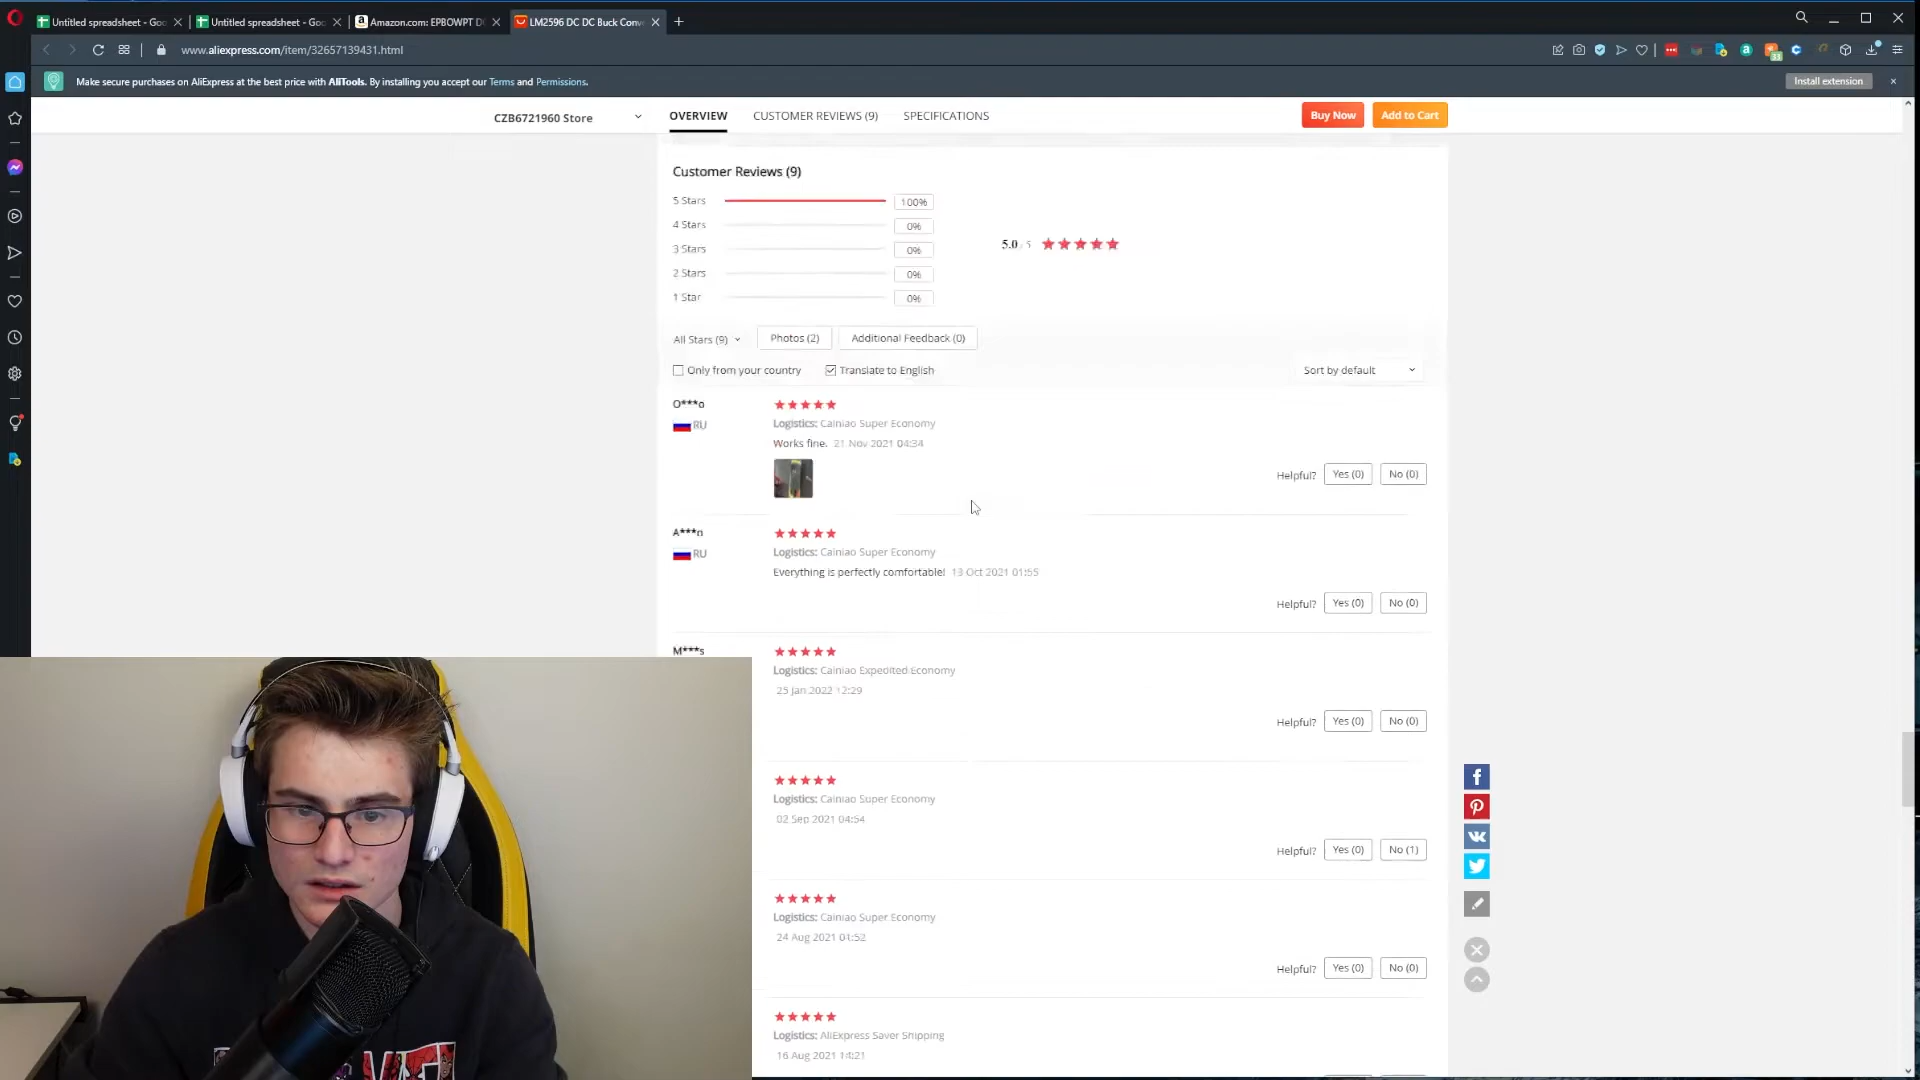 Untitled spreadsheet - Goo
Untitled spreadsheet - Goo
Amazon.com: EPBOWPT DC
LM2596 DC DC Buck Conv
www.aliexpress.com/item/32657139431.html
Make secure purchases on AliExpress at the best price with AliTools. By installing you accept our Terms and Permissions.
Install extension
CZB6721960 Store
OVERVIEW
CUSTOMER REVIEWS (9)
SPECIFICATIONS
Buy Now
Add to Cart
Customer Reviews (9)
5 Stars 100%
4 Stars 0%
3 Stars 0%
2 Stars 0%
1 Star 0%
5.0 / 5
All Stars (9)
Photos (2)
Additional Feedback (0)
Only from your country
Translate to English
Sort by default
O***o
RU
Logistics: Cainiao Super Economy
Works fine. 21 Nov 2021 04:34
Helpful? Yes (0) No (0)
A***n
RU
Logistics: Cainiao Super Economy
Everything is perfectly comfortable! 13 Oct 2021 01:55
Helpful? Yes (0) No (0)
M***s
Logistics: Cainiao Expedited Economy
25 Jan 2022 12:29
Helpful? Yes (0) No (0)
Logistics: Cainiao Super Economy
02 Sep 2021 04:54
Helpful? Yes (0) No (1)
Logistics: Cainiao Super Economy
24 Aug 2021 01:52
Helpful? Yes (0) No (0)
Logistics: AliExpress Saver Shipping
16 Aug 2021 14:21